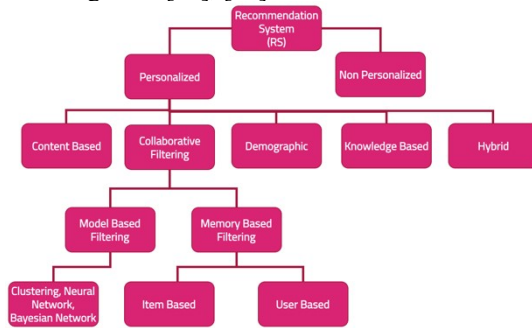 Recommendation
System
(RS)
Personalized
Non Personalized
Content Based
Collaborative
Filtering
Demographic
Knowledge Based
Hybrid
Model Based
Filtering
Memory Based
Filtering
Clustering, Neural
Network,
Bayesian Network
Item Based
User Based